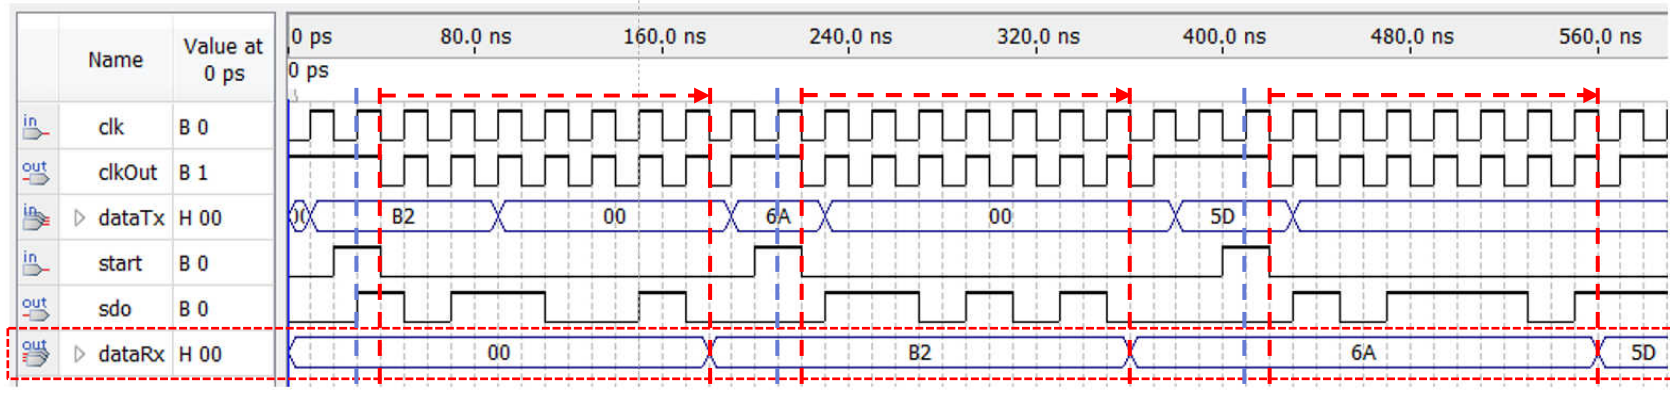 Name Value at 0 ps
0 ps 80.0 ns 160.0 ns 240.0 ns 320.0 ns 400.0 ns 480.0 ns 560.0 ns
0 ps
in clk B 0
out clkOut B 1
in dataTx H 00 B2 00 6A 00 5D
in start B 0
out sdo B 0
out dataRx H 00 00 B2 6A 5D